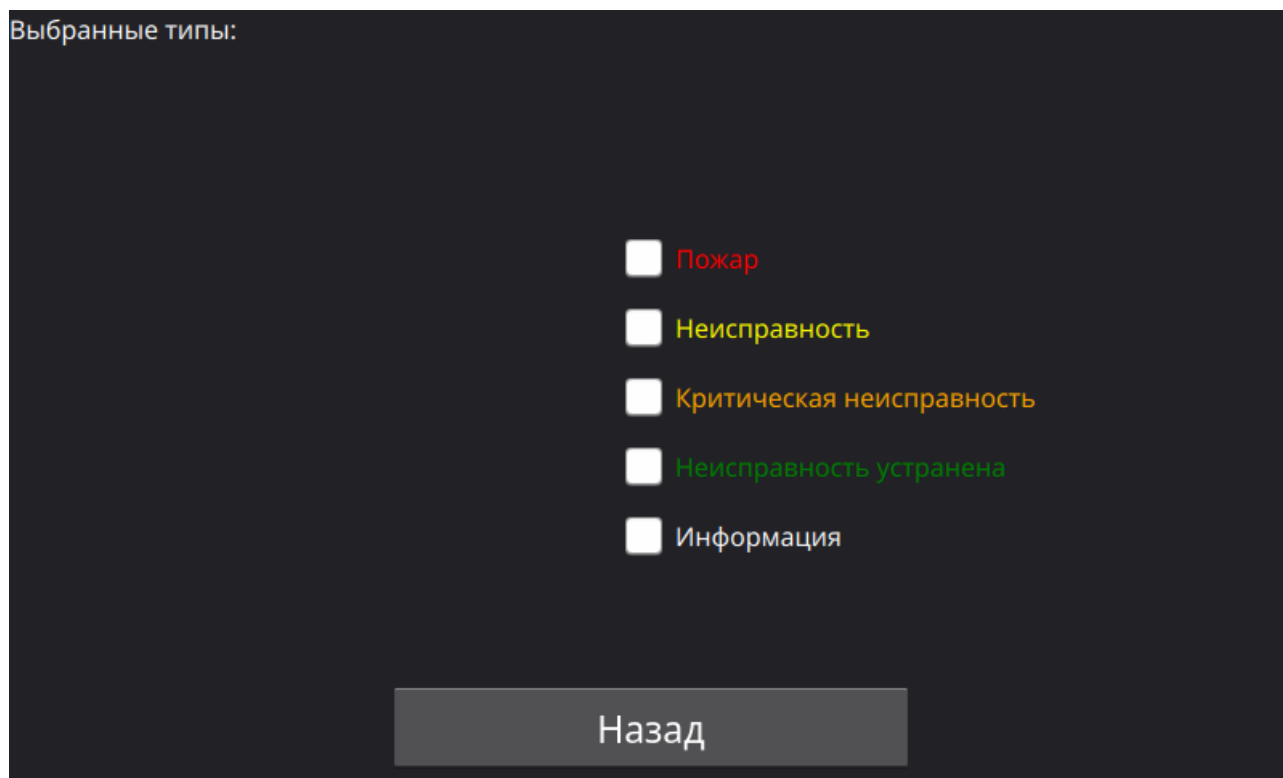 Выбранные типы:
Пожар
Неисправность
Критическая неисправность
Неисправность устранена
Информация
Назад